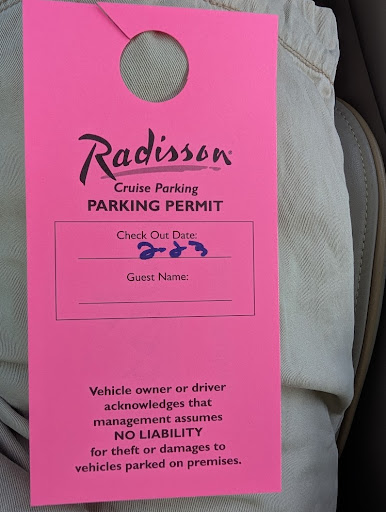 Radisson®
Cruise Parking
PARKING PERMIT
Check Out Date:
2-23
Guest Name:
Vehicle owner or driver
acknowledges that
management assumes
NO LIABILITY
for theft or damages to
vehicles parked on premises.